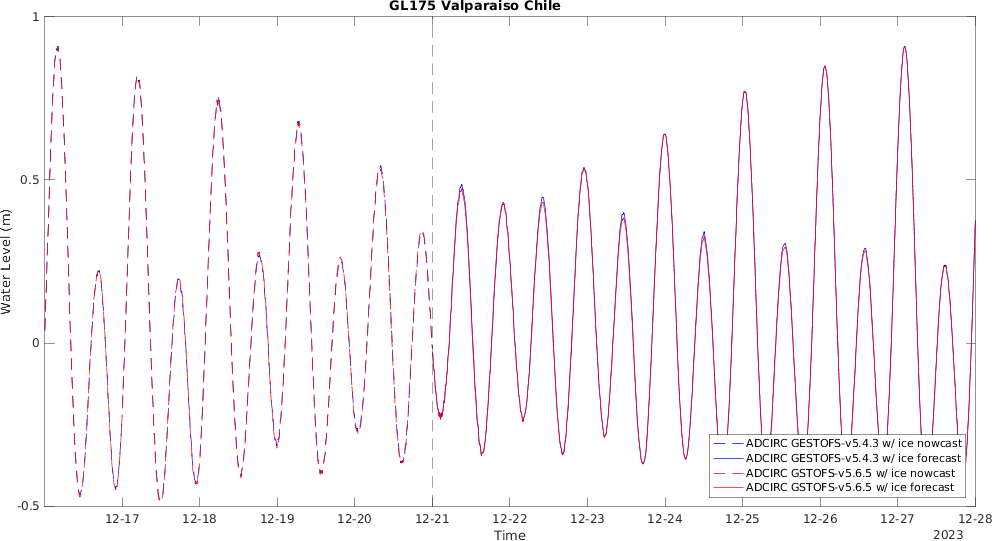 GL175 Valparaiso Chile
1
0.5
0
-0.5
Water Level (m)
12-17 12-18 12-19 12-20 12-21 12-22 12-23 12-24 12-25 12-26 12-27 12-28
Time
2023
ADCIRC GESTOFS-v5.4.3 w/ ice nowcast
ADCIRC GESTOFS-v5.4.3 w/ ice forecast
ADCIRC GSTOFS-v5.6.5 w/ ice nowcast
ADCIRC GSTOFS-v5.6.5 w/ ice forecast